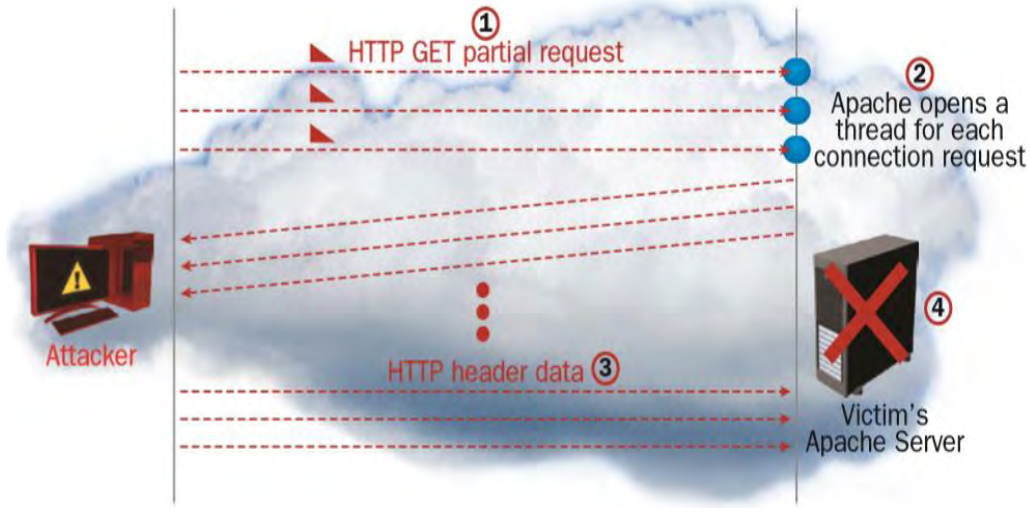 1
HTTP GET partial request
2
Apache opens a
thread for each
connection request
Attacker
HTTP header data 3
4
Victim's
Apache Server